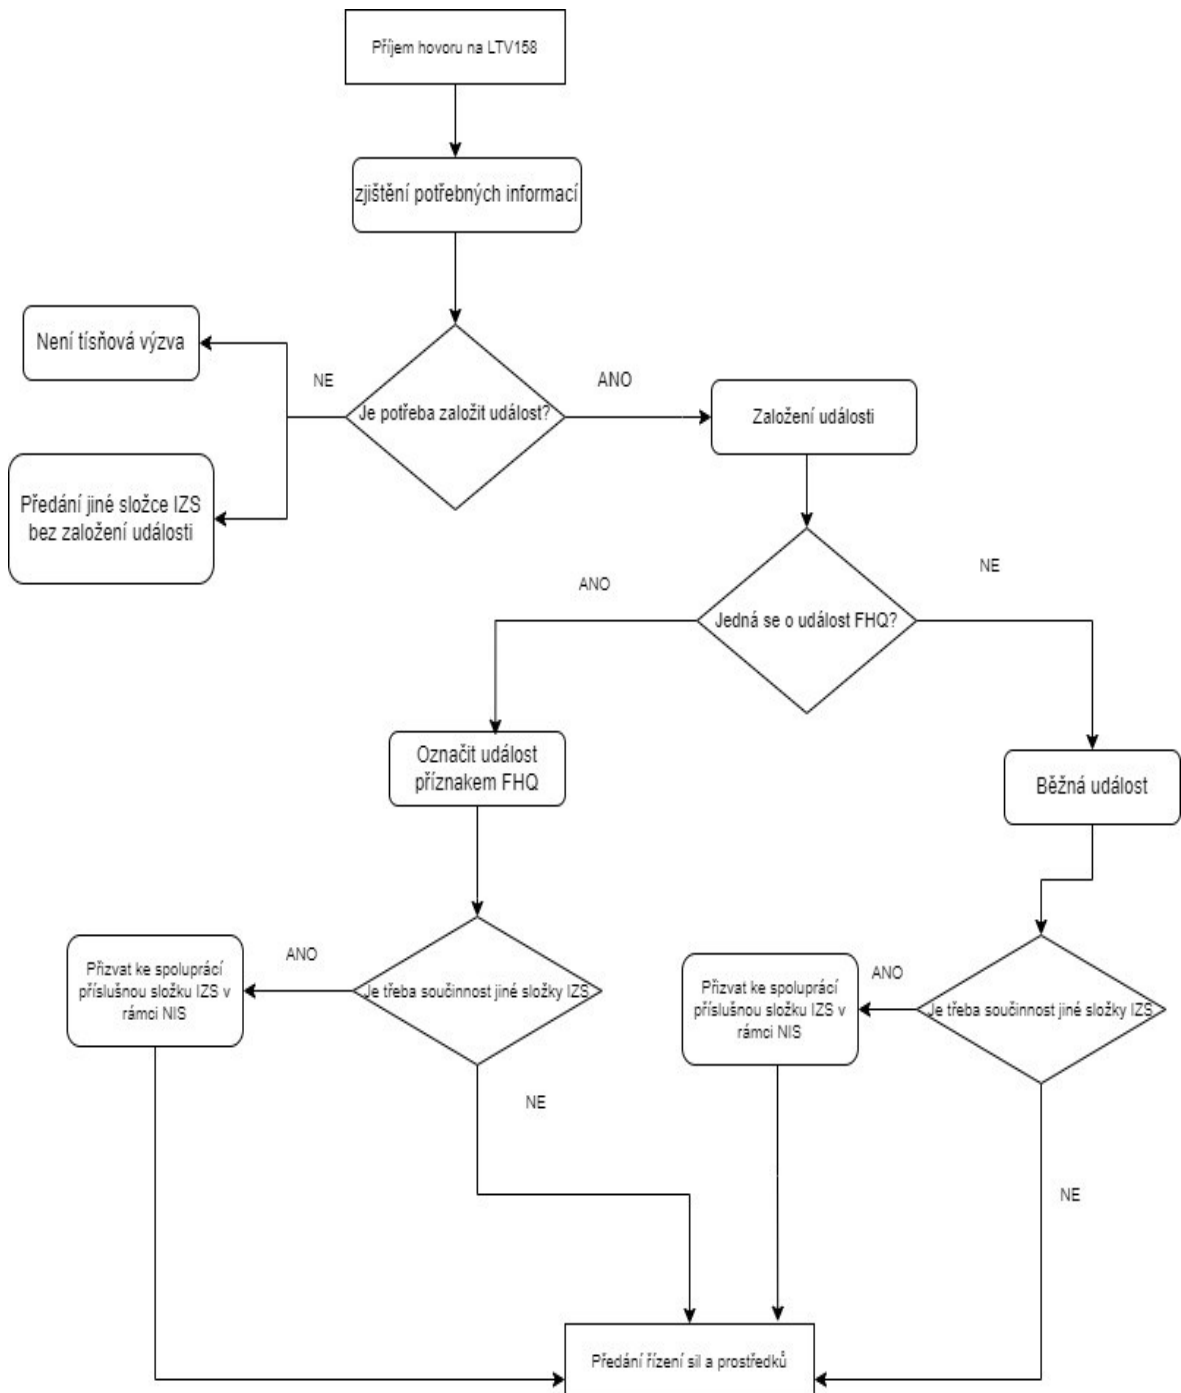 Příjem hovoru na LTV158
zjištění potřebných informací
Není tísňová výzva
NE
ANO
Je potřeba založit událost?
Založení události
Předání jiné složce IZS
bez založení události
ANO
NE
Jedná se o událost FHQ?
Označit událost
příznakem FHQ
Běžná událost
Přizvat ke spoluprácí
příslušnou složku IZS v
rámci NIS
ANO
Je třeba součinnost jiné složky IZS
Přizvat ke spoluprácí
příslušnou složku IZS v
rámci NIS
ANO
Je třeba součinnost jiné složky IZS
NE
NE
Předání řízení sil a prostředků